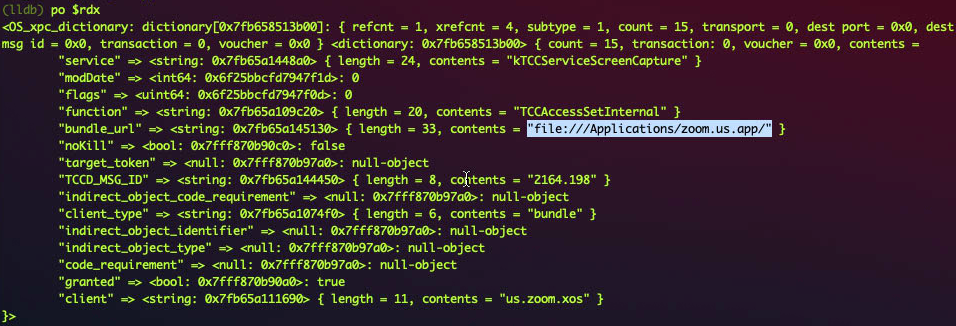 (lldb) po $rdx
<OS_xpc_dictionary: dictionary[0x7fb658513b00]: { refcnt = 1, xrefcnt = 4, subtype = 1, count = 15, transport = 0, dest port = 0x0, dest
msg id = 0x0, transaction = 0, voucher = 0x0 } <dictionary: 0x7fb658513b00> { count = 15, transaction: 0, voucher = 0x0, contents =
"service" => <string: 0x7fb65a1448a0> { length = 24, contents = "kTCCServiceScreenCapture" }
"modDate" => <int64: 0x6f25bbcfd7947f1d>: 0
"flags" => <uint64: 0x6f25bbcfd7947f0d>: 0
"function" => <string: 0x7fb65a109c20> { length = 20, contents = "TCCAccessSetInternal" }
"bundle_url" => <string: 0x7fb65a145130> { length = 33, contents = "file:///Applications/zoom.us.app/" }
"noKill" => <bool: 0x7fff870b90c0>: false
"target_token" => <null: 0x7fff870b97a0>: null-object
"TCCD_MSG_ID" => <string: 0x7fb65a144450> { length = 8, contents = "2164.198" }
"indirect_object_code_requirement" => <null: 0x7fff870b97a0>: null-object
"client_type" => <string: 0x7fb65a1074f0> { length = 6, contents = "bundle" }
"indirect_object_identifier" => <null: 0x7fff870b97a0>: null-object
"indirect_object_type" => <null: 0x7fff870b97a0>: null-object
"code_requirement" => <null: 0x7fff870b97a0>: null-object
"granted" => <bool: 0x7fff870b90a0>: true
"client" => <string: 0x7fb65a111690> { length = 11, contents = "us.zoom.xos" }
}>